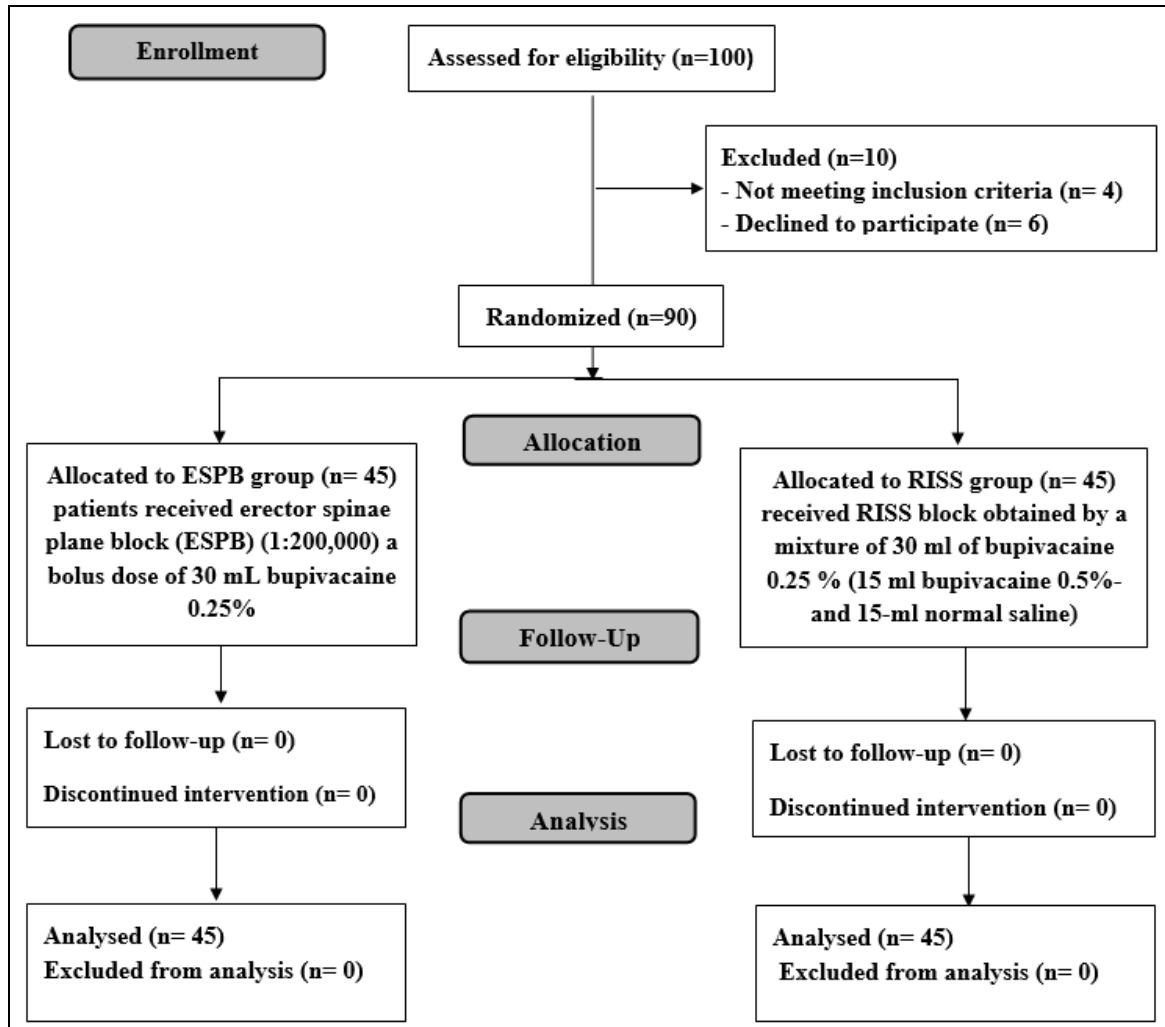 Enrollment
Assessed for eligibility (n=100)
Excluded (n=10)
- Not meeting inclusion criteria (n= 4)
- Declined to participate (n= 6)
Randomized (n=90)
Allocation
Allocated to ESPB group (n= 45)
patients received erector spinae
plane block (ESPB) (1:200,000) a
bolus dose of 30 mL bupivacaine
0.25%
Allocated to RISS group (n= 45)
received RISS block obtained by a
mixture of 30 ml of bupivacaine
0.25 % (15 ml bupivacaine 0.5%-
and 15-ml normal saline)
Follow-Up
Lost to follow-up (n= 0)
Discontinued intervention (n= 0)
Lost to follow-up (n= 0)
Discontinued intervention (n= 0)
Analysis
Analysed (n= 45)
Excluded from analysis (n= 0)
Analysed (n= 45)
Excluded from analysis (n= 0)